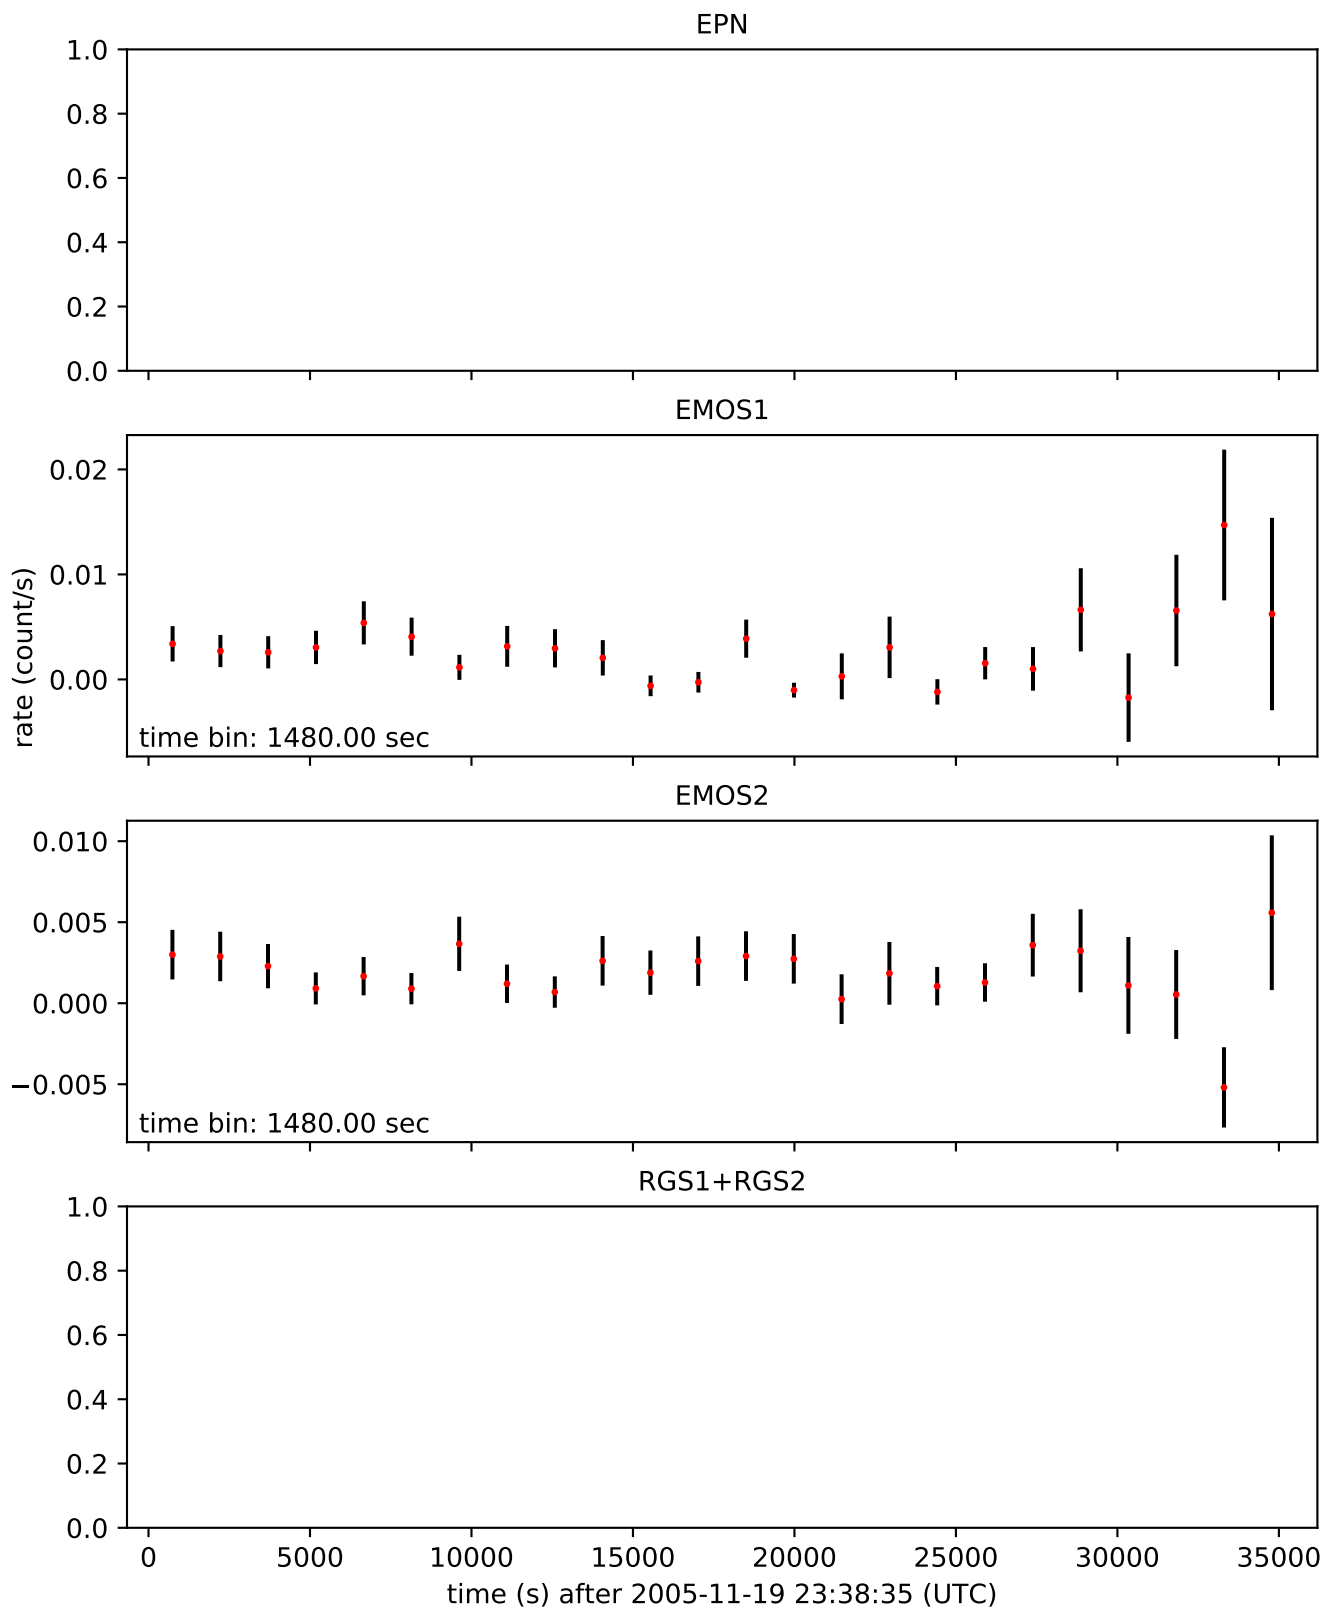 EPN
1.0
0.8
0.6
0.4
0.2
0.0
EMOS1
0.02
0.01
0.00
rate (count/s)
time bin: 1480.00 sec
EMOS2
0.010
0.005
0.000
−0.005
time bin: 1480.00 sec
RGS1+RGS2
1.0
0.8
0.6
0.4
0.2
0.0
0 5000 10000 15000 20000 25000 30000 35000
time (s) after 2005-11-19 23:38:35 (UTC)